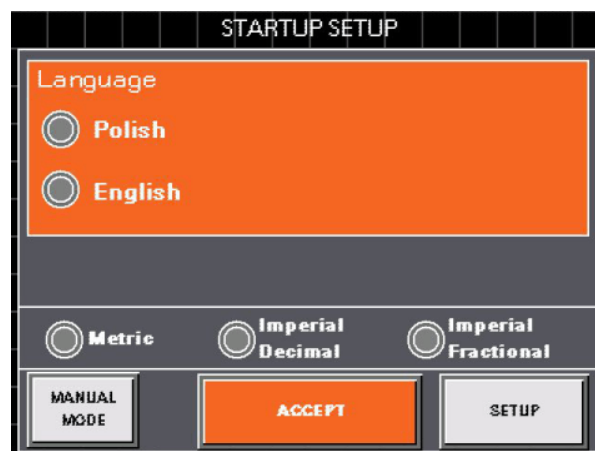 STARTUP SETUP
Language
Polish
English
Metric
Imperial
Decimal
Imperial
Fractional
MANUAL
MODE
ACCEPT
SETUP